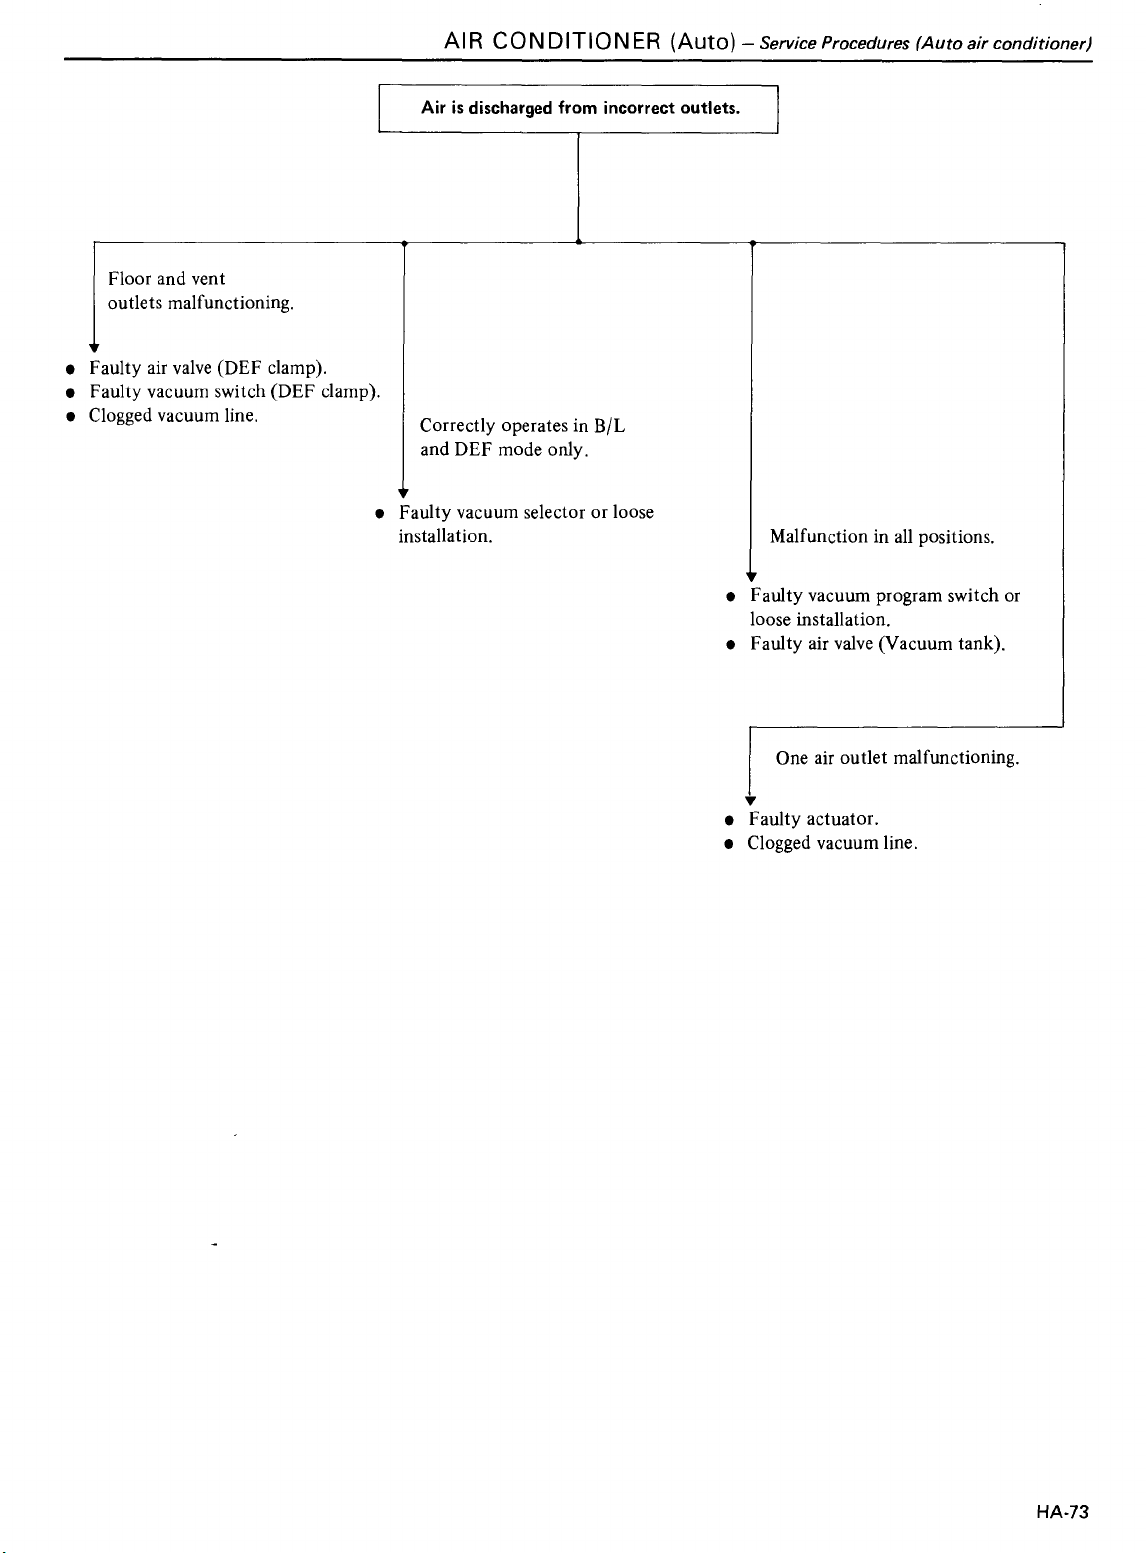 AIR CONDITIONER (Auto) – Service Procedures (Auto air conditioner)
Air is discharged from incorrect outlets.
Floor and vent
outlets malfunctioning.
● Faulty air valve (DEF clamp).
● Faulty vacuum switch (DEF clamp).
● Clogged vacuum line.
Correctly operates in B/L
and DEF mode only.
● Faulty vacuum selector or loose
installation.
Malfunction in all positions.
● Faulty vacuum program switch or
loose installation.
● Faulty air valve (Vacuum tank).
One air outlet malfunctioning.
● Faulty actuator.
● Clogged vacuum line.
HA-73